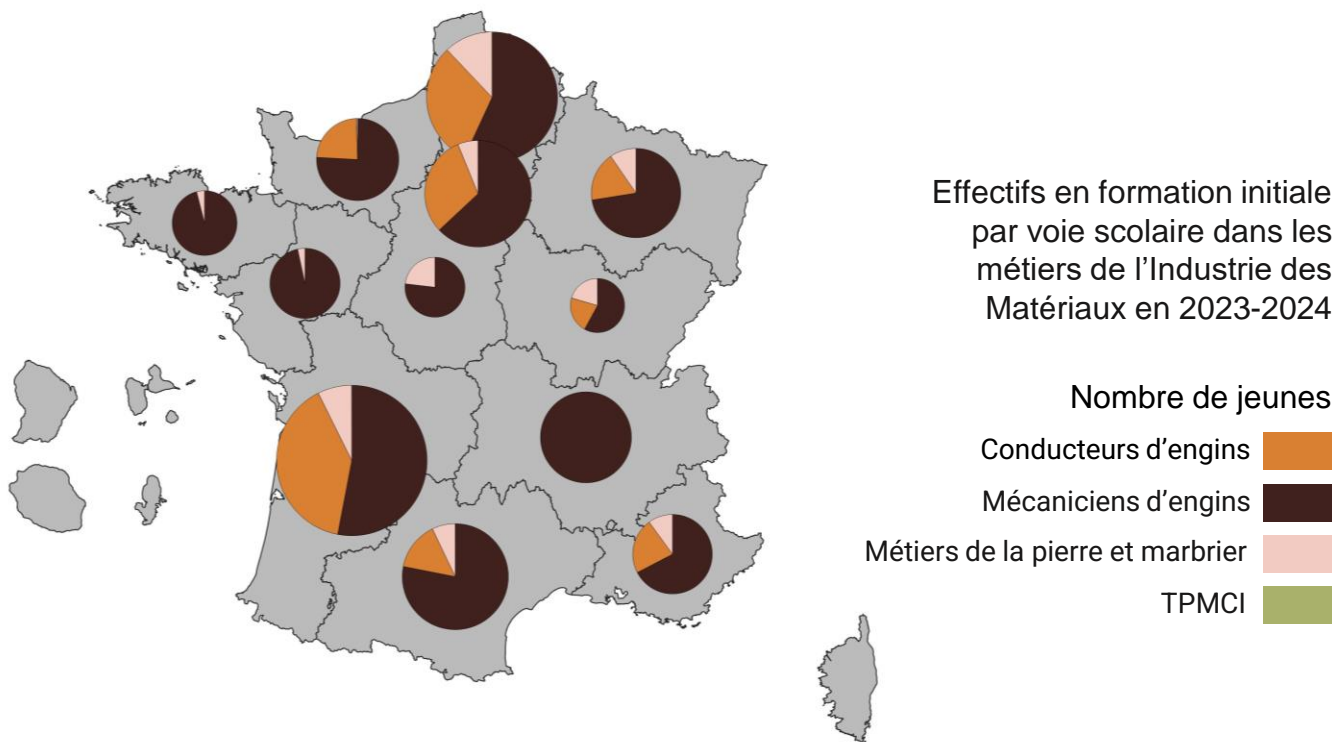 Effectifs en formation initiale
par voie scolaire dans les
métiers de l’Industrie des
Matériaux en 2023-2024
Nombre de jeunes
Conducteurs d’engins
Mécaniciens d’engins
Métiers de la pierre et marbrier
TPMCI